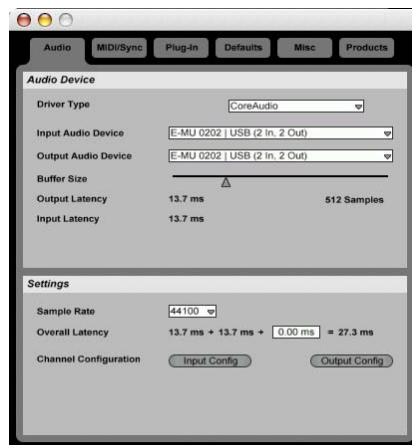 Audio MIDI/Sync Plug-In Defaults Misc Products
Audio Device
Driver Type CoreAudio
Input Audio Device E-MU 0202 | USB (2 In, 2 Out)
Output Audio Device E-MU 0202 | USB (2 In, 2 Out)
Buffer Size
Output Latency 13.7 ms 512 Samples
Input Latency 13.7 ms
Settings
Sample Rate 44100
Overall Latency 13.7 ms + 13.7 ms + 0.00 ms = 27.3 ms
Channel Configuration Input Config Output Config